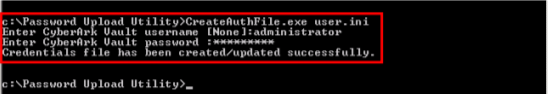 c:\Password Upload Utility>CreateAuthFile.exe user.ini
Enter CyberArk Vault username [None]:administrator
Enter CyberArk Vault password :*********
Credentials file has been created/updated successfully.
c:\Password Upload Utility>_